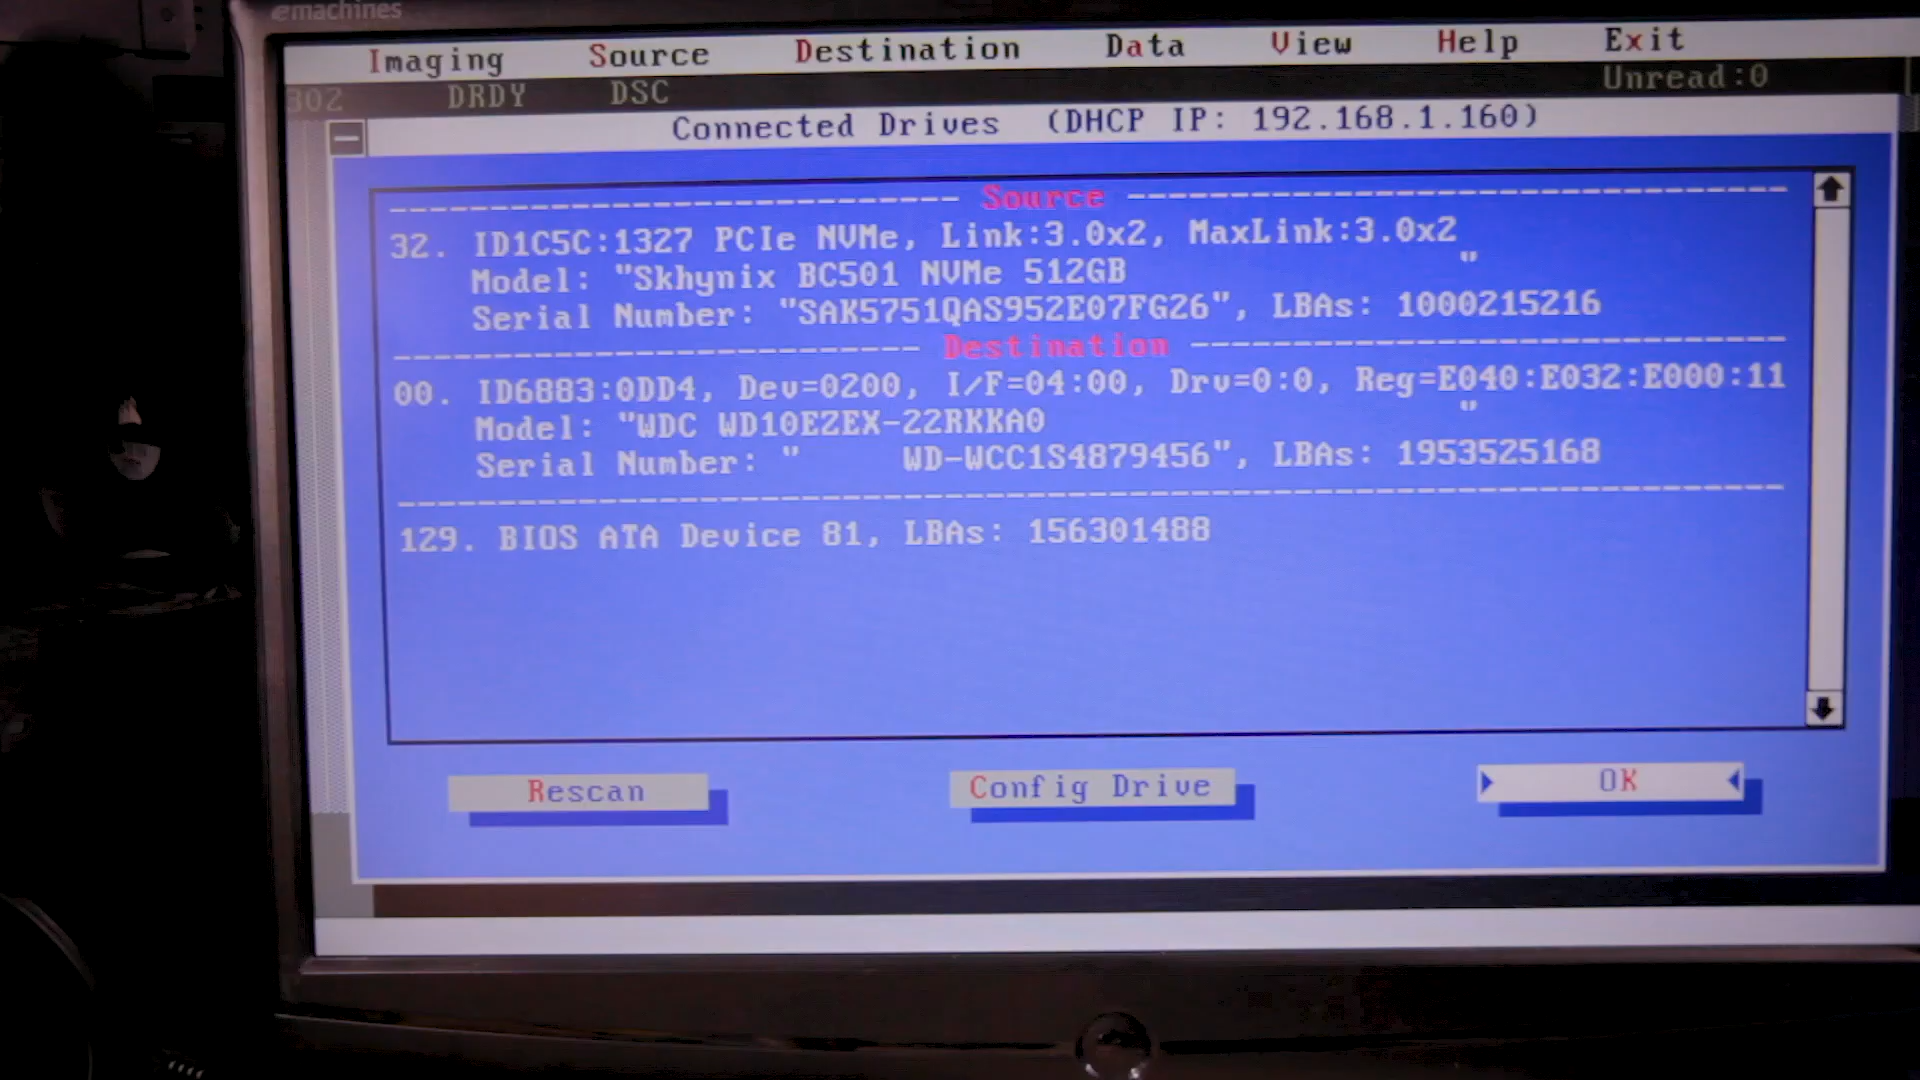 emachines
Imaging Source Destination Data View Help Exit
302 DRDY DSC Unread:0
Connected Drives (DHCP IP: 192.168.1.160)
Source
32. ID1C5C:1327 PCIe NVMe, Link:3.0x2, MaxLink:3.0x2
Model: "Skhynix BC501 NVMe 512GB "
Serial Number: "SAK5751QAS952E07FG26", LBAs: 1000215216
Destination
00. ID6883:0DD4, Dev=0200, I/F=04:00, Drv=0:0, Reg=E040:E032:E000:11
Model: "WDC WD10EZEX-22RKKA0 "
Serial Number: " WD-WCC1S4879456", LBAs: 1953525168
129. BIOS ATA Device 81, LBAs: 156301488
Rescan Config Drive OK